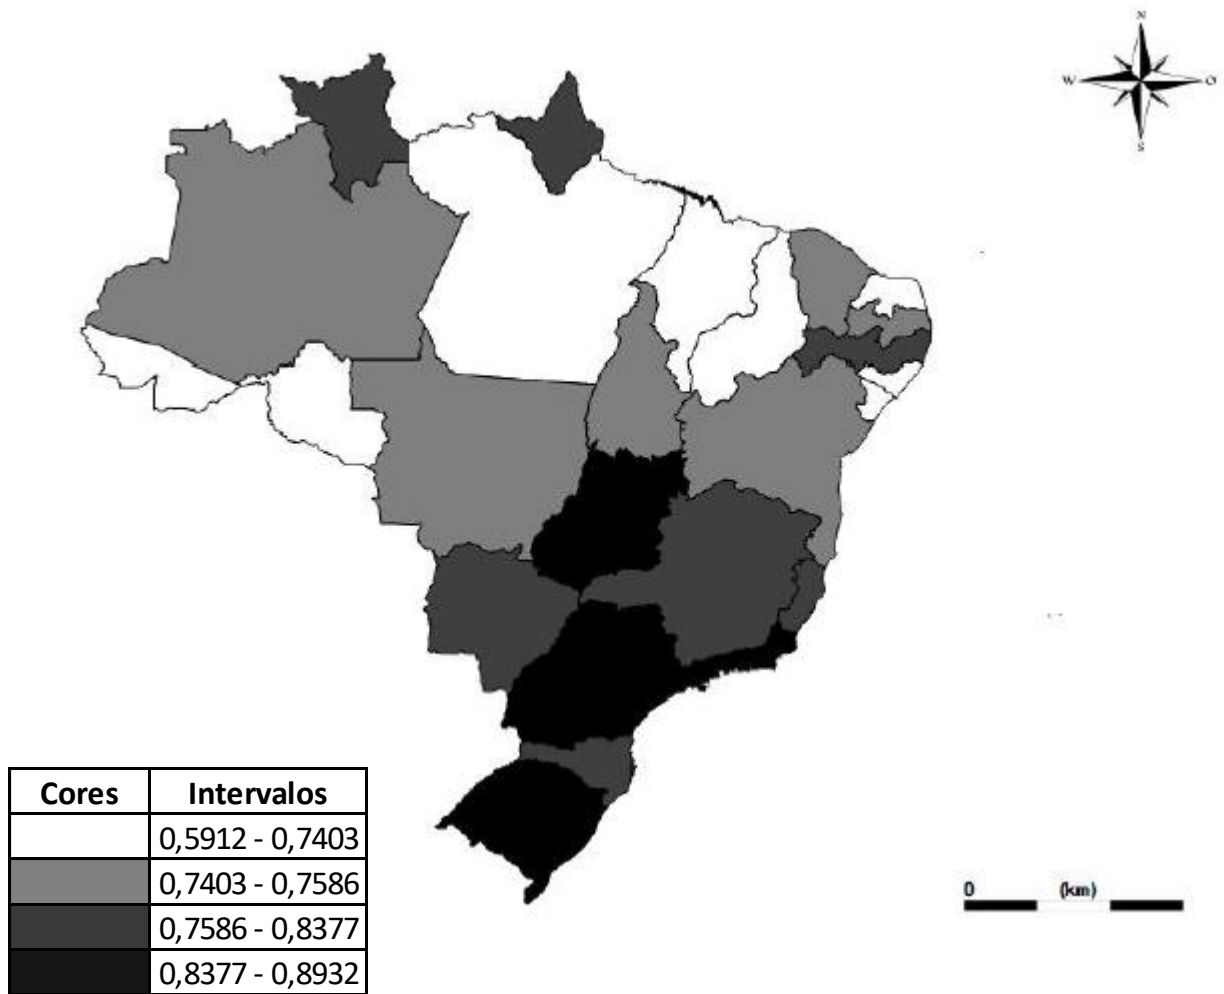 N
W
O
S
Cores Intervalos
0,5912 - 0,7403
0,7403 - 0,7586
0,7586 - 0,8377
0,8377 - 0,8932
0 (km)